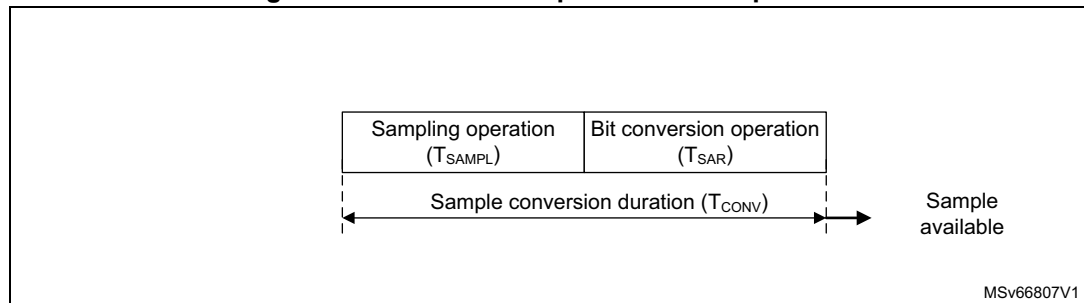 Sampling operation
(TSAMPL)
Bit conversion operation
(TSAR)
Sample conversion duration (TCONV)
Sample
available
MSv66807V1